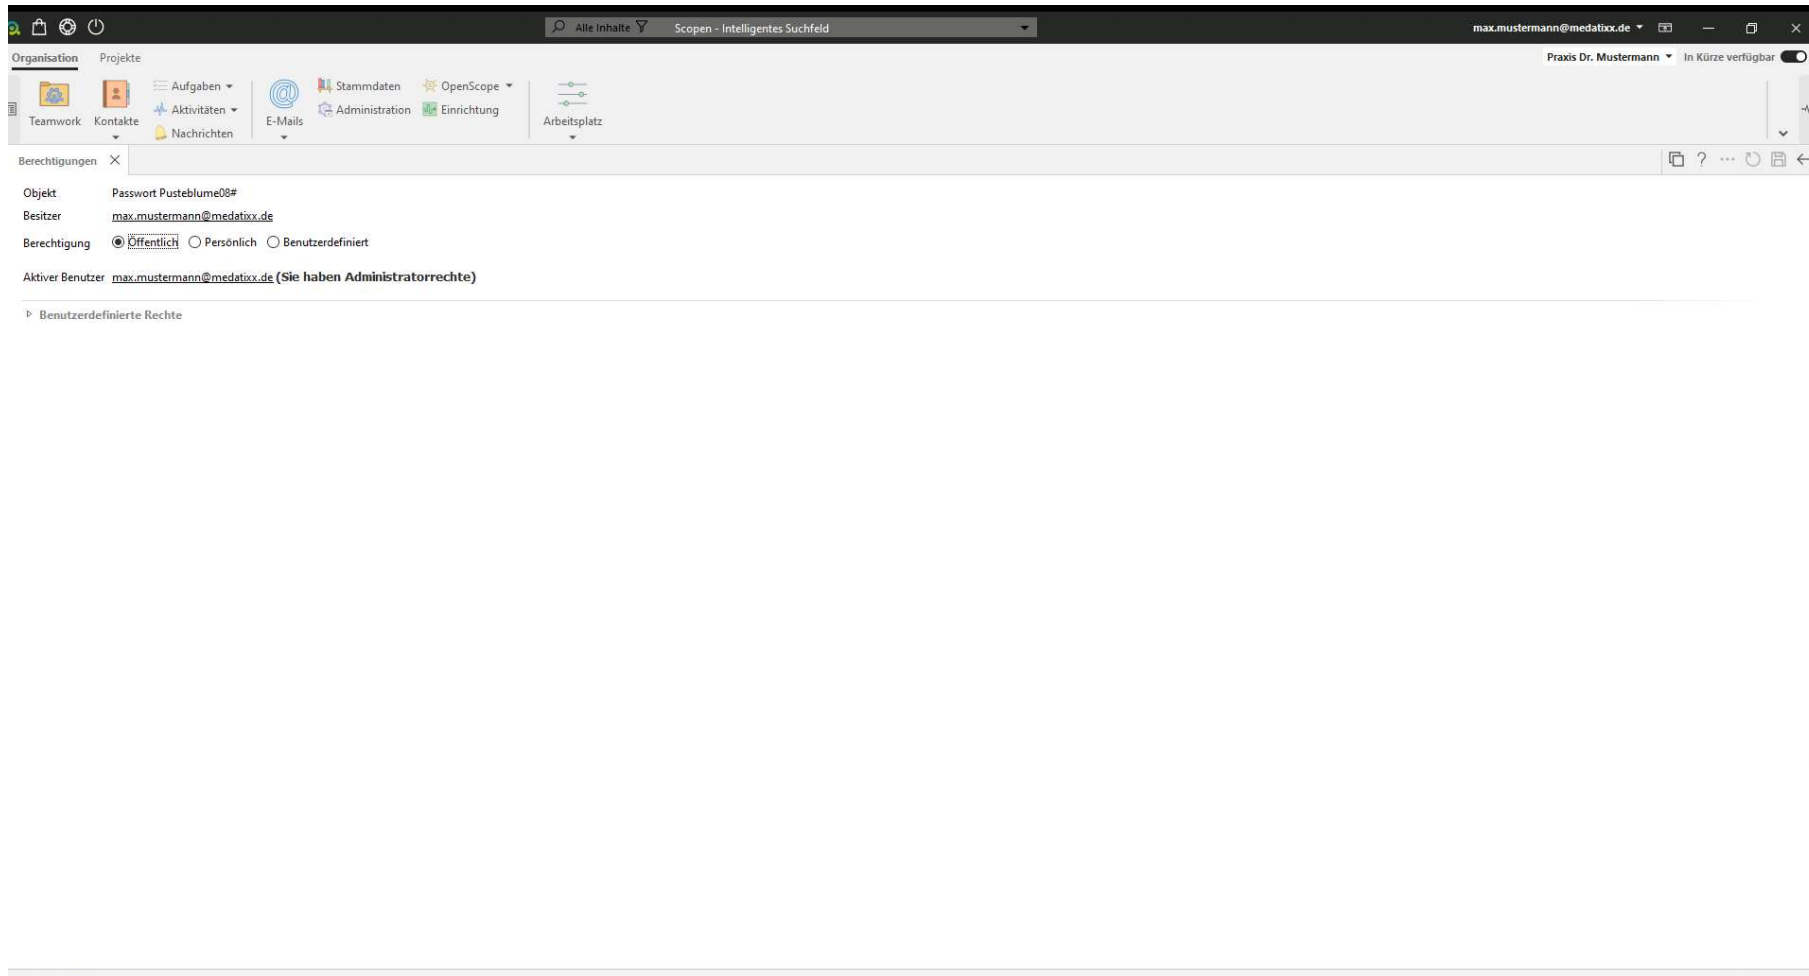 Alle Inhalte Scopen - Intelligentes Suchfeld max.mustermann@medatixx.de
Organisation Projekte Praxis Dr. Mustermann In Kürze verfügbar
Teamwork
Kontakte
Aufgaben
Aktivitäten
Nachrichten
E-Mails
Stammdaten
Administration
OpenScope
Einrichtung
Arbeitsplatz
Berechtigungen
Objekt Passwort Pusteblume08#
Besitzer max.mustermann@medatixx.de
Berechtigung Öffentlich Persönlich Benutzerdefiniert
Aktiver Benutzer max.mustermann@medatixx.de (Sie haben Administratorrechte)
Benutzerdefinierte Rechte